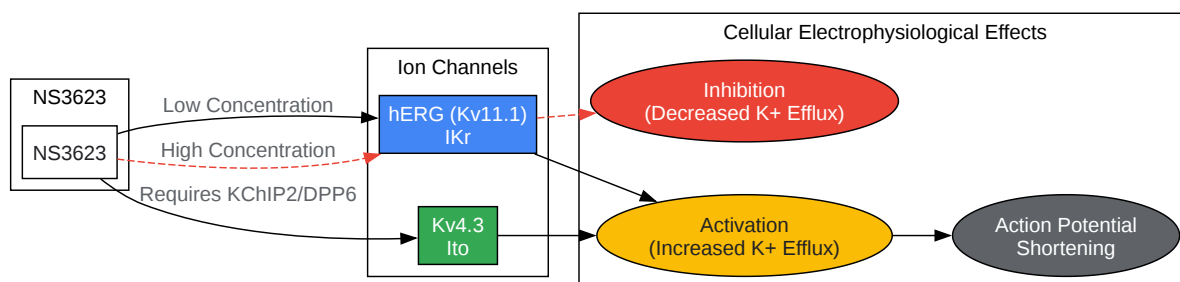 Cellular Electrophysiological Effects
Ion Channels
NS3623
NS3623
Low Concentration
High Concentration
Requires KChIP2/DPP6
hERG (Kv11.1)
IKr
Kv4.3
Ito
Inhibition
(Decreased K+ Efflux)
Activation
(Increased K+ Efflux)
Action Potential
Shortening